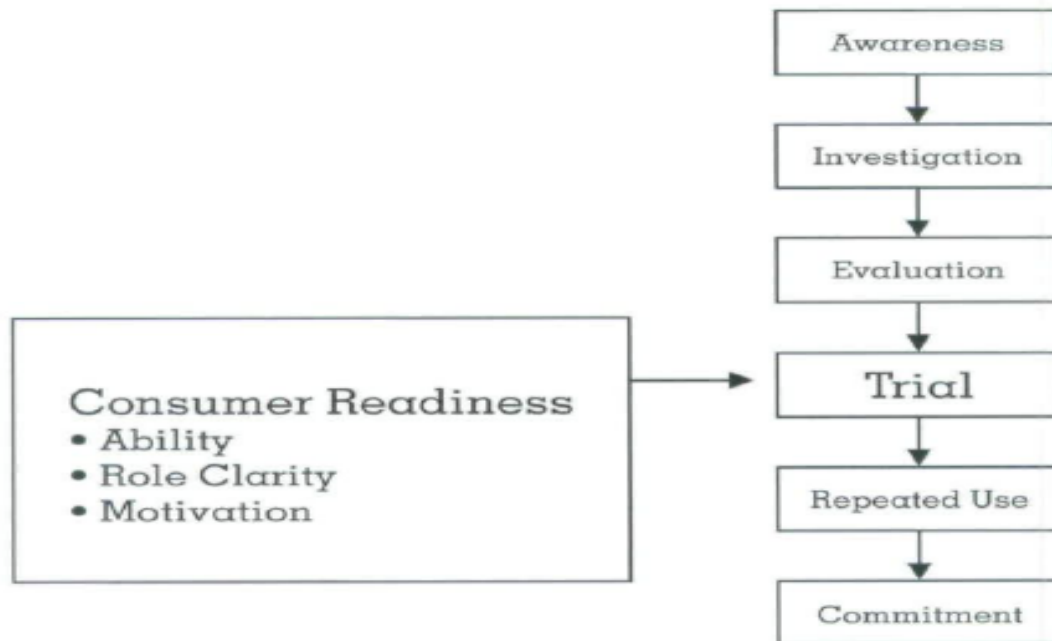 Awareness
Investigation
Evaluation
Trial
Repeated Use
Commitment
Consumer Readiness
• Ability
• Role Clarity
• Motivation